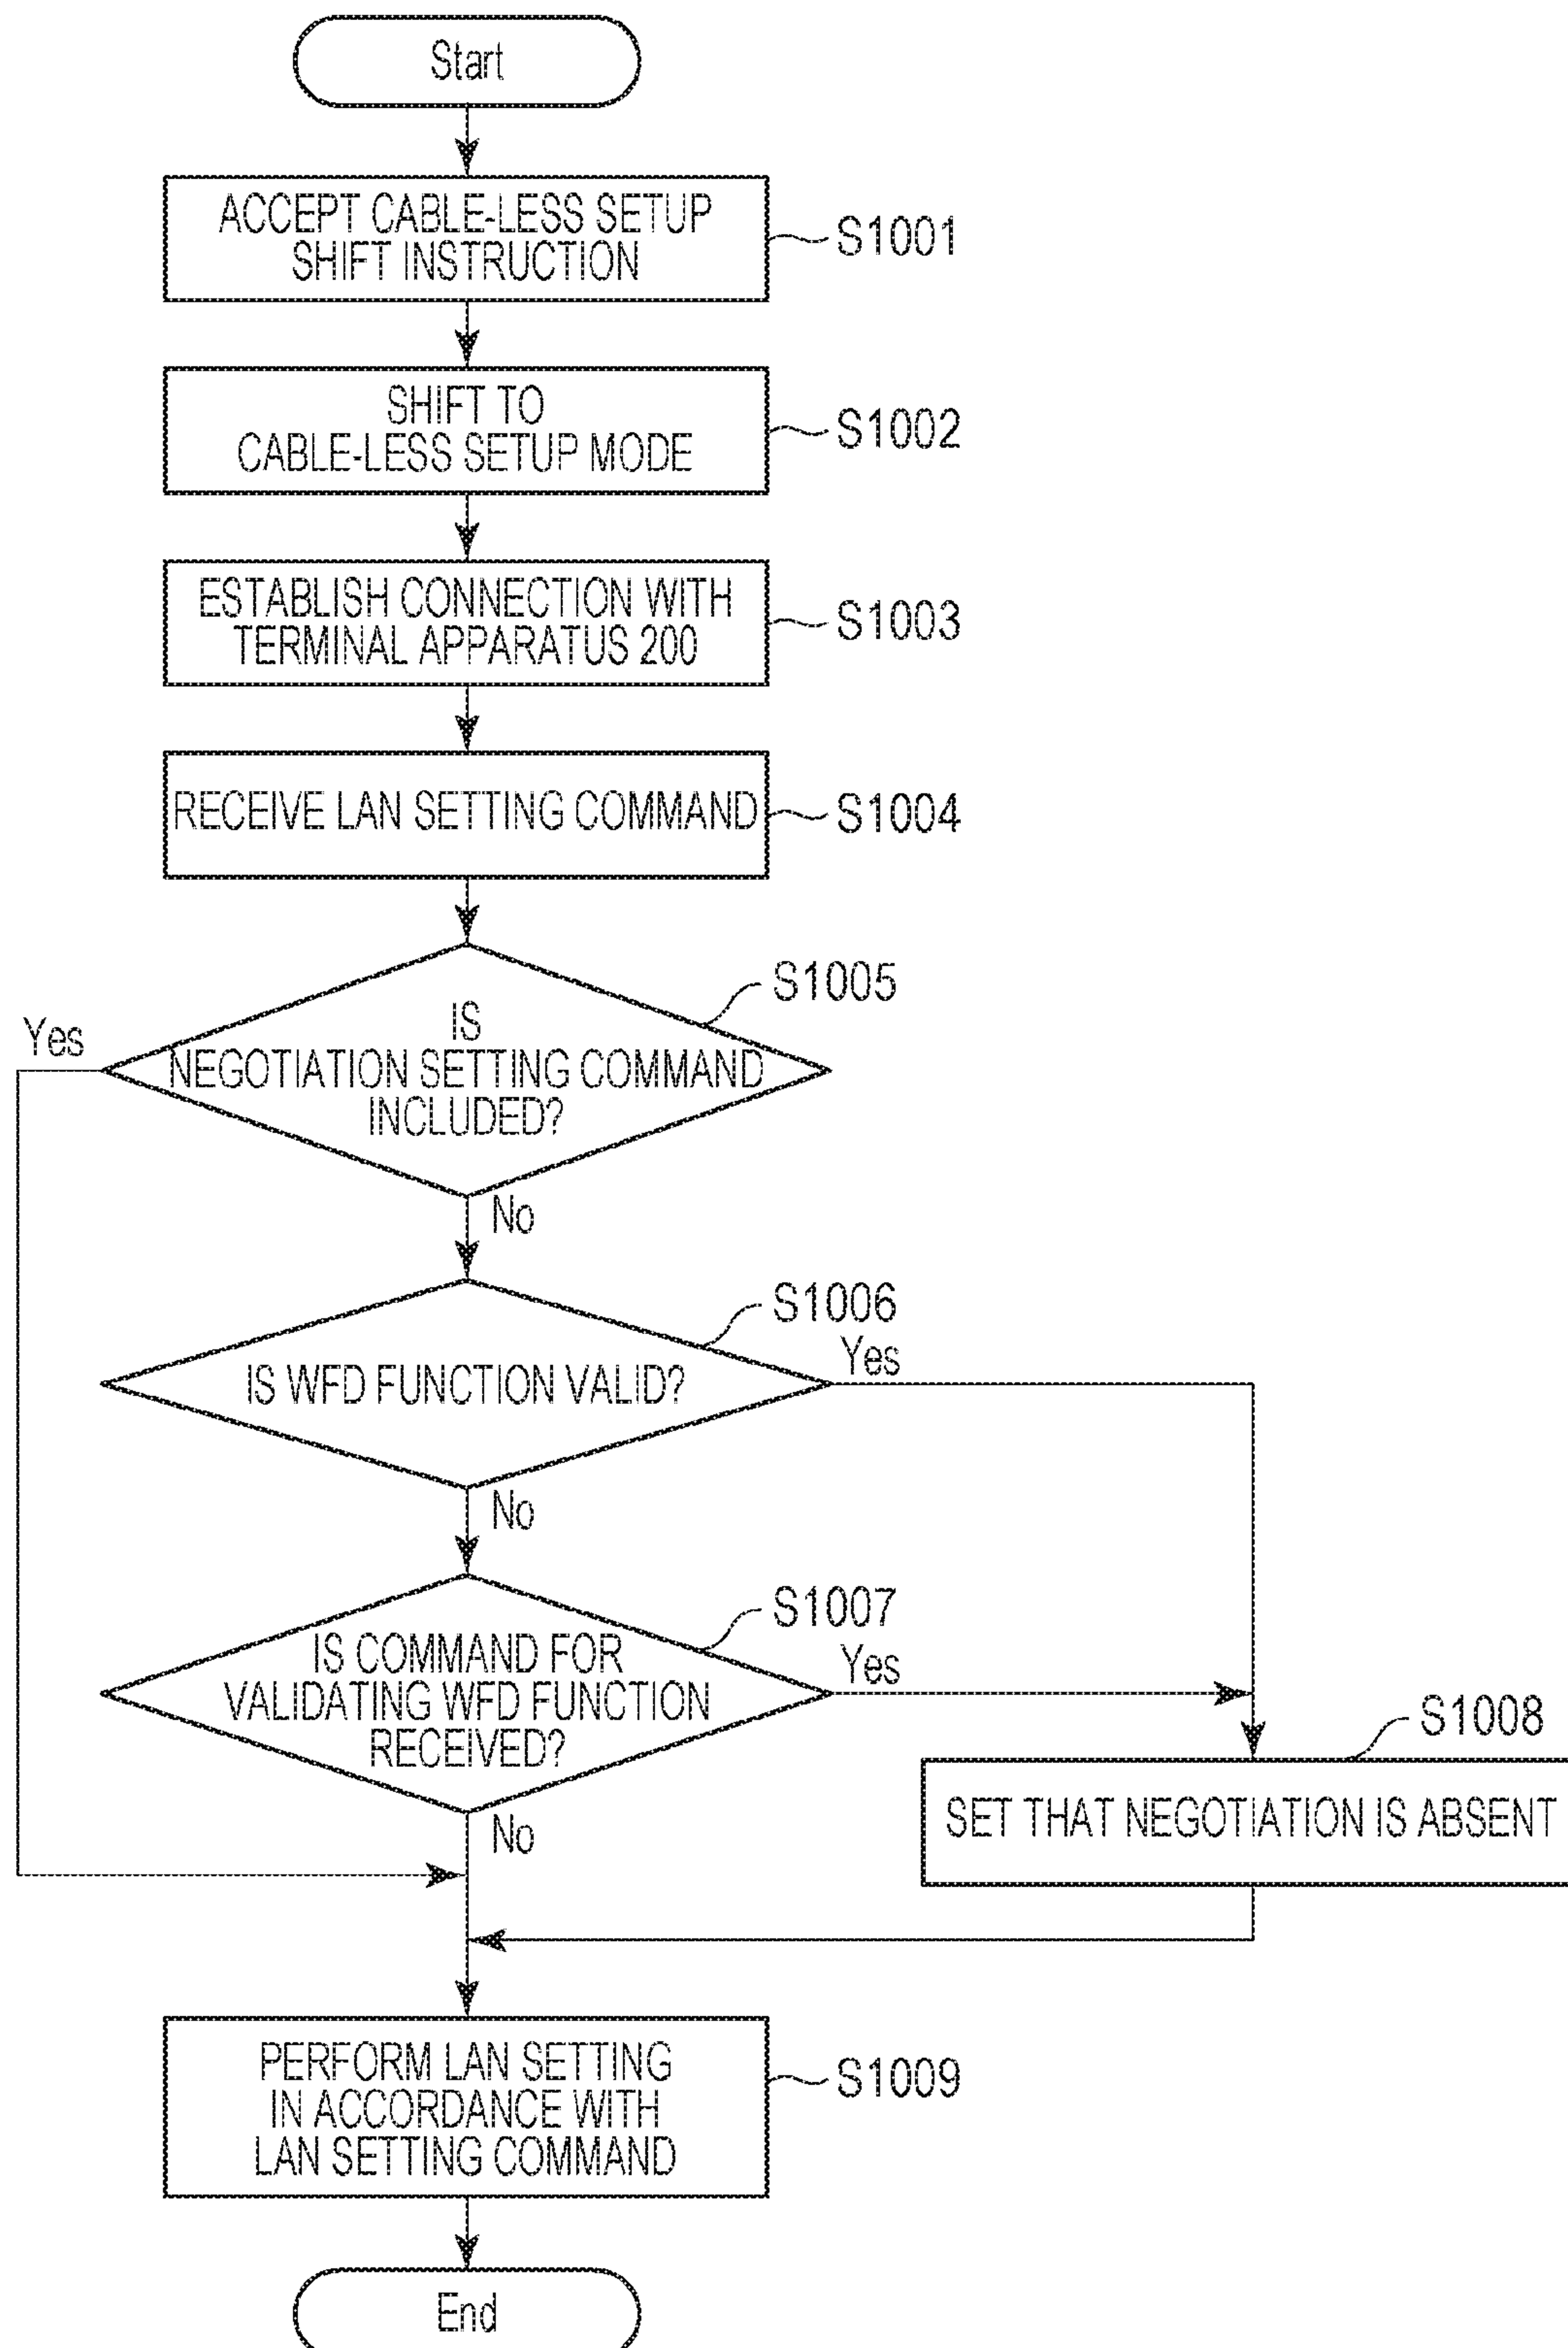 Start
ACCEPT CABLE-LESS SETUP
SHIFT INSTRUCTION
S1001
SHIFT TO
CABLE-LESS SETUP MODE
S1002
ESTABLISH CONNECTION WITH
TERMINAL APPARATUS 200
S1003
RECEIVE LAN SETTING COMMAND
S1004
S1005
Yes
IS
NEGOTIATION SETTING COMMAND
INCLUDED?
No
S1006
IS WFD FUNCTION VALID?
Yes
No
S1007
IS COMMAND FOR
VALIDATING WFD FUNCTION
RECEIVED?
Yes
No
S1008
SET THAT NEGOTIATION IS ABSENT
PERFORM LAN SETTING
IN ACCORDANCE WITH
LAN SETTING COMMAND
S1009
End